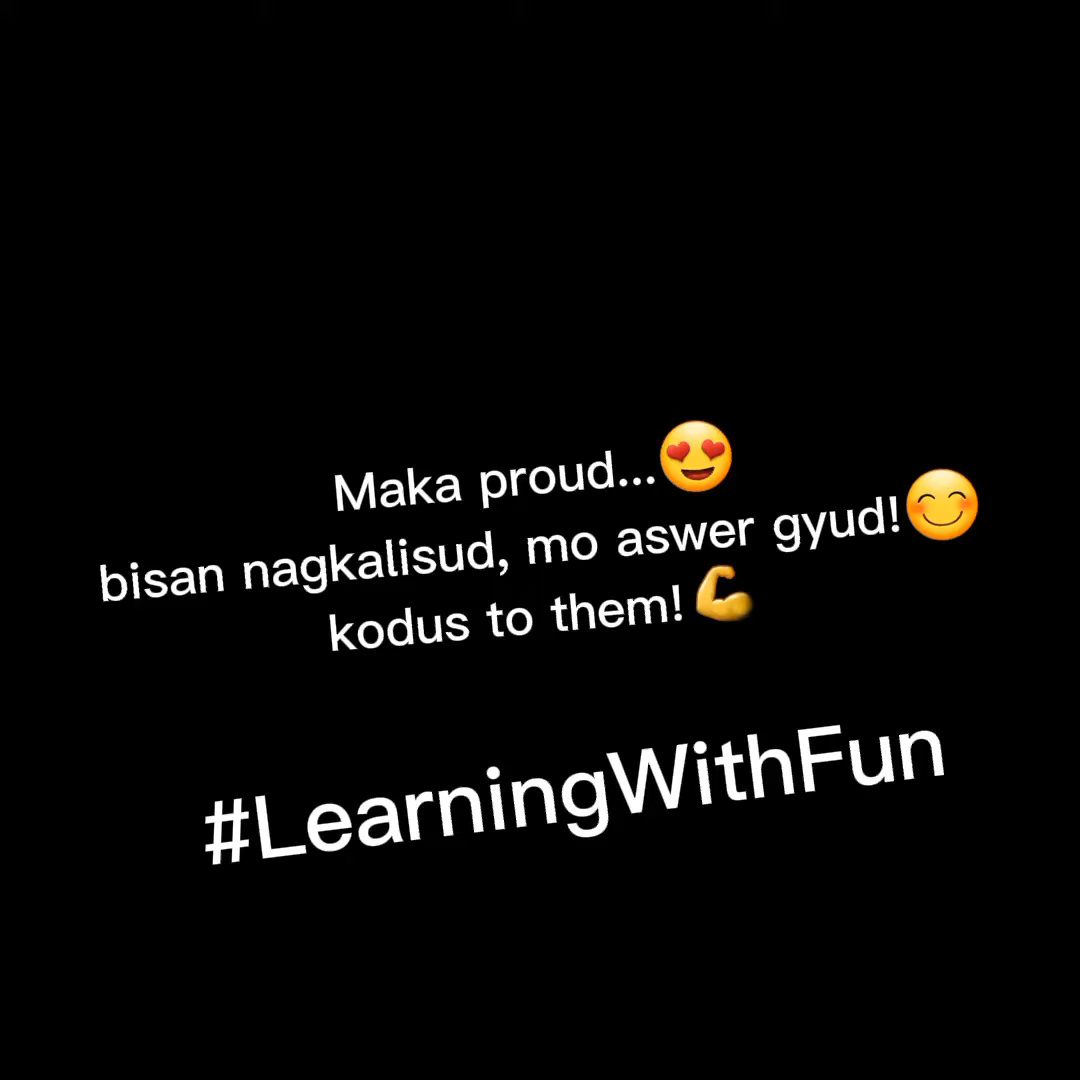 Maka proud...😍
bisan nagkalisud, mo aswer gyud!😊
kodus to them!💪
#LearningWithFun